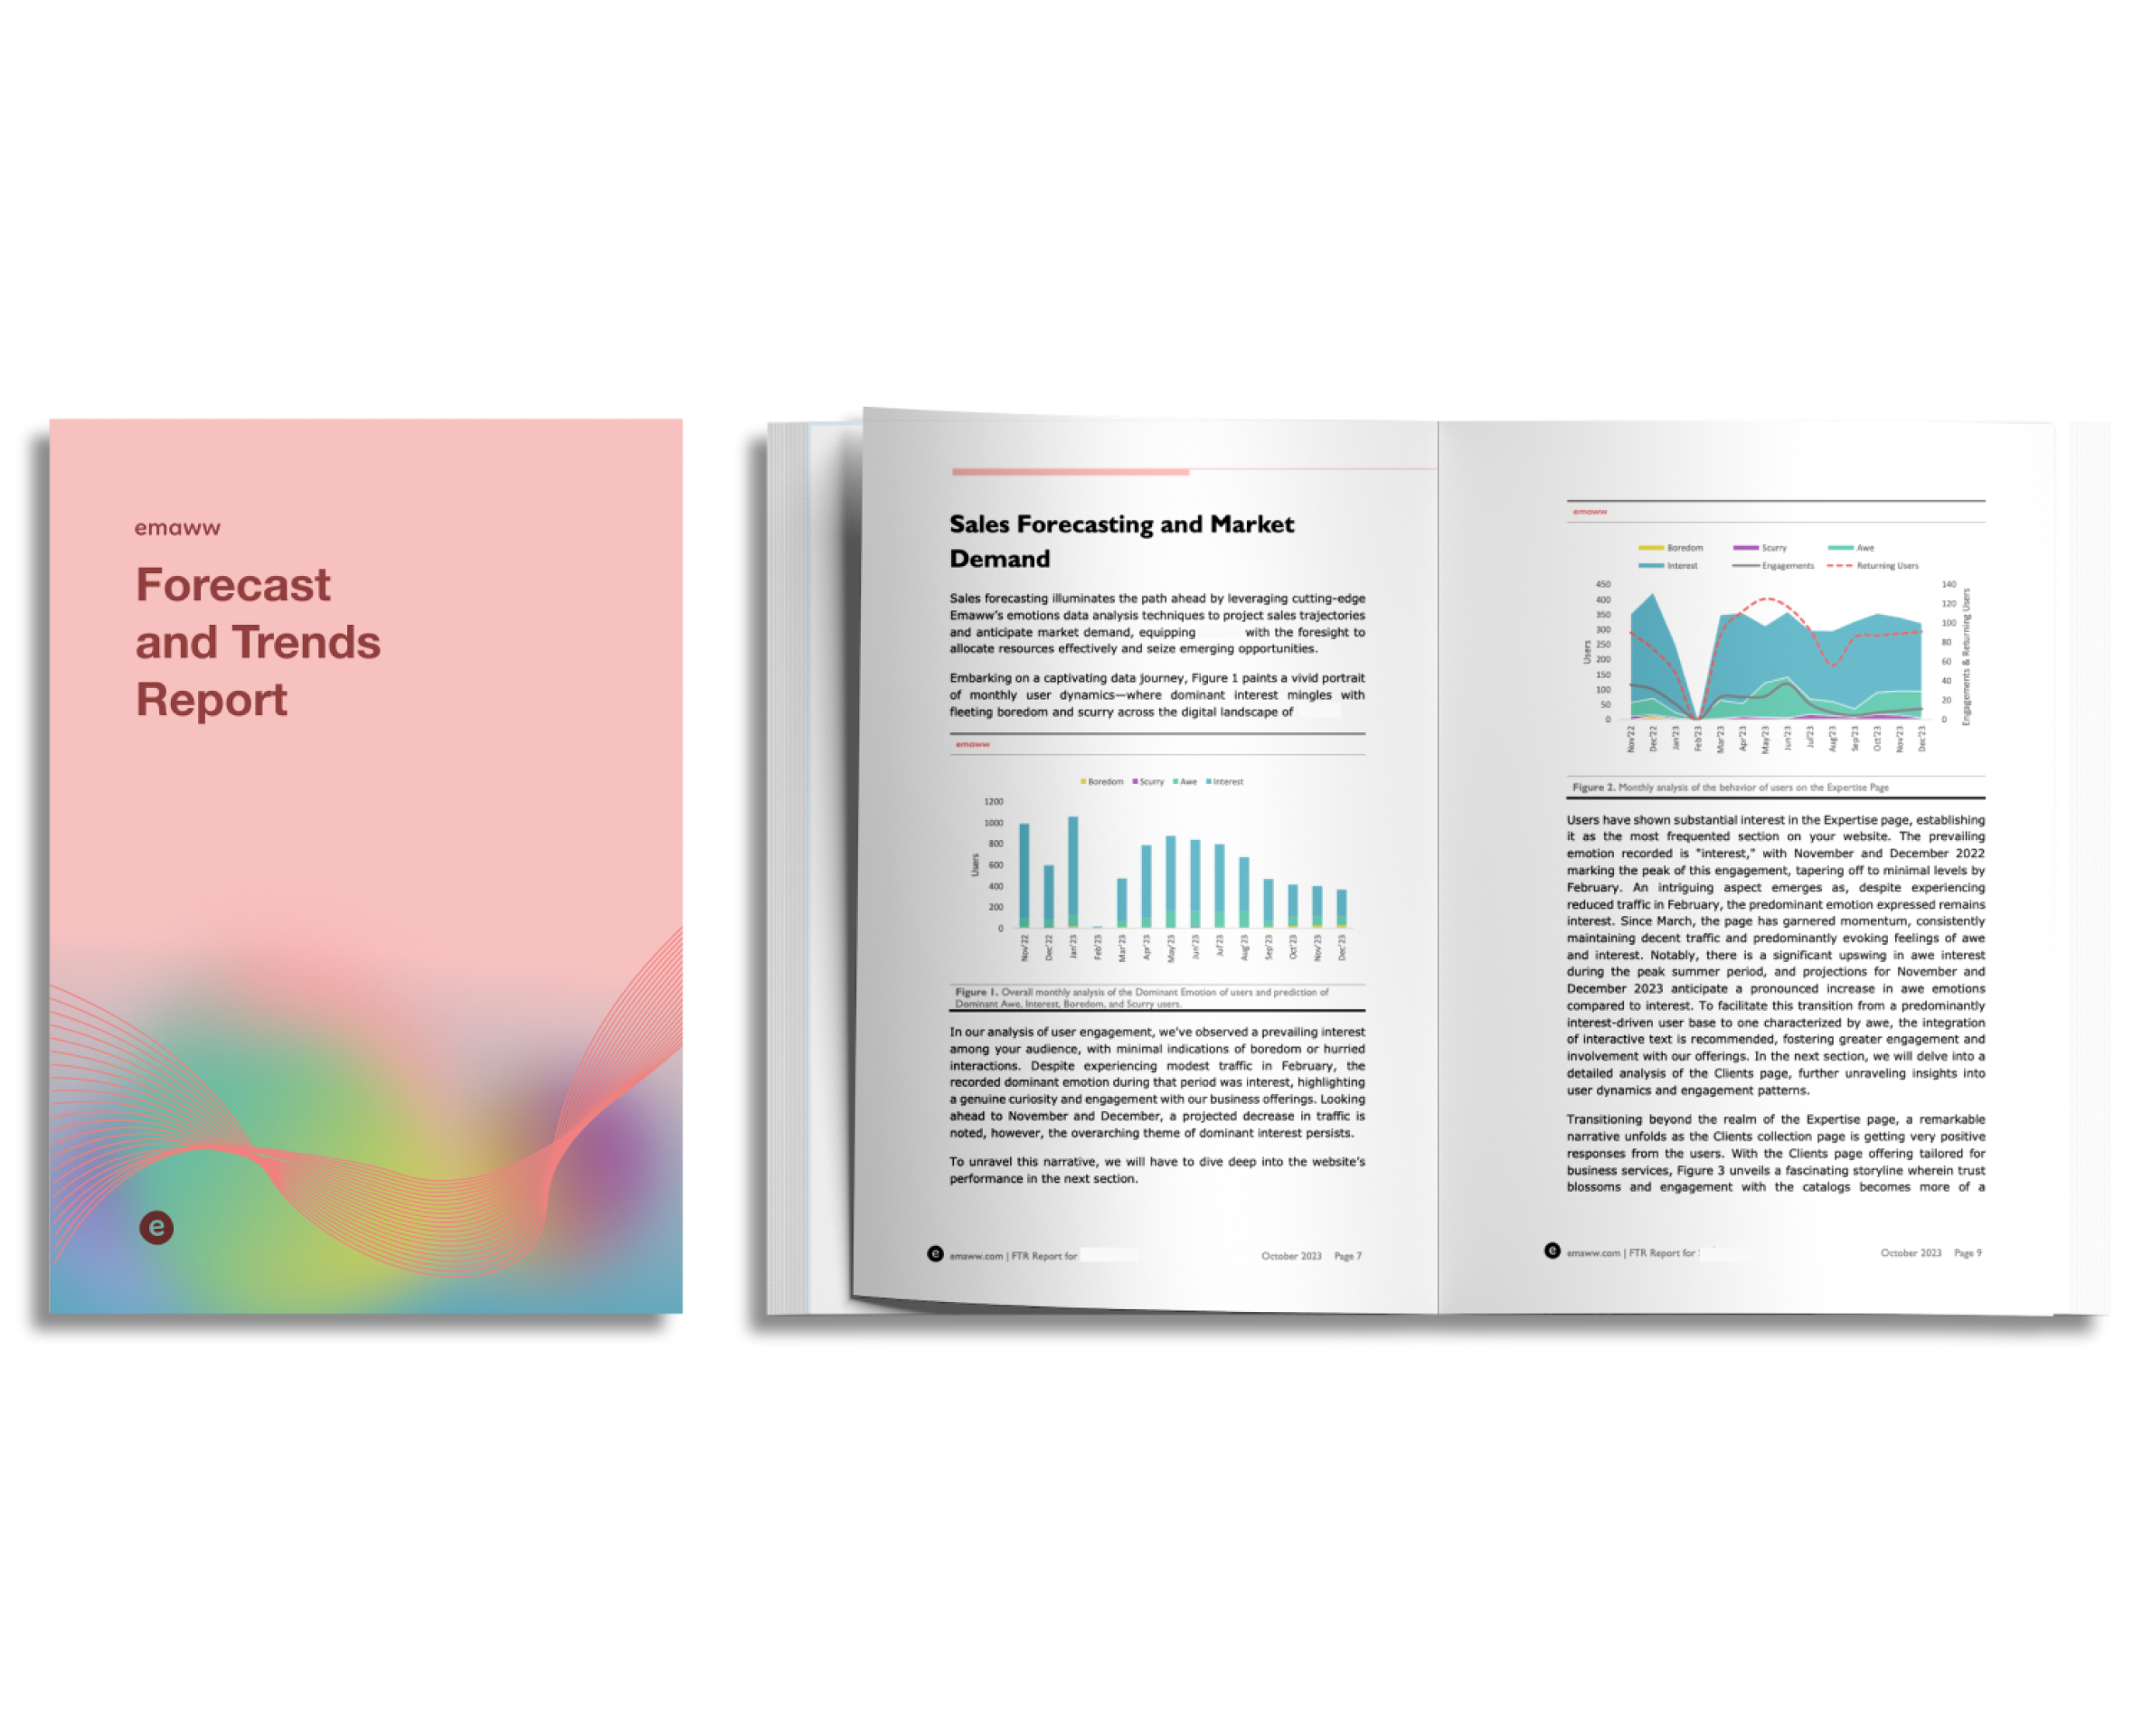 emaww
Forecast
and Trends
Report
e
Sales Forecasting and Market
Demand
Sales forecasting illuminates the path ahead by leveraging cutting-edge
Emaww's emotions data analysis techniques to project sales trajectories
and anticipate market demand, equipping with the foresight to
allocate resources effectively and seize emerging opportunities.
Embarking on a captivating data journey, Figure 1 paints a vivid portrait
of monthly user dynamics—where dominant interest mingles with
fleeting boredom and scurry across the digital landscape of
emaww
Boredom Scurry Awe Interest
1200
1000
800
600
400
200
0
Users
Nov'22 Dec'22 Jan'23 Feb'23 Mar'23 Apr'23 May'23 Jun'23 Jul'23 Aug'23 Sep'23 Oct'23 Nov'23 Dec'23
Figure 1. Overall monthly analysis of the Dominant Emotion of users and prediction of
Dominant Awe, Interest, Boredom, and Scurry users.
In our analysis of user engagement, we've observed a prevailing interest
among your audience, with minimal indications of boredom or hurried
interactions. Despite experiencing modest traffic in February, the
recorded dominant emotion during that period was interest, highlighting
a genuine curiosity and engagement with our business offerings. Looking
ahead to November and December, a projected decrease in traffic is
noted, however, the overarching theme of dominant interest persists.
To unravel this narrative, we will have to dive deep into the website's
performance in the next section.
e emaww.com | FTR Report for October 2023 Page 7
emaww
Boredom Scurry Awe
Interest Engagements Returning Users
450
400
350
300
250
200
150
100
50
0
Users
140
120
100
80
60
40
20
0
Engagements & Returning Users
Nov'22 Dec'22 Jan'23 Feb'23 Mar'23 Apr'23 May'23 Jun'23 Jul'23 Aug'23 Sep'23 Oct'23 Nov'23 Dec'23
Figure 2. Monthly analysis of the behavior of users on the Expertise Page
Users have shown substantial interest in the Expertise page, establishing
it as the most frequented section on your website. The prevailing
emotion recorded is "interest," with November and December 2022
marking the peak of this engagement, tapering off to minimal levels by
February. An intriguing aspect emerges as, despite experiencing
reduced traffic in February, the predominant emotion expressed remains
interest. Since March, the page has garnered momentum, consistently
maintaining decent traffic and predominantly evoking feelings of awe
and interest. Notably, there is a significant upswing in awe interest
during the peak summer period, and projections for November and
December 2023 anticipate a pronounced increase in awe emotions
compared to interest. To facilitate this transition from a predominantly
interest-driven user base to one characterized by awe, the integration
of interactive text is recommended, fostering greater engagement and
involvement with our offerings. In the next section, we will delve into a
detailed analysis of the Clients page, further unraveling insights into
user dynamics and engagement patterns.
Transitioning beyond the realm of the Expertise page, a remarkable
narrative unfolds as the Clients collection page is getting very positive
responses from the users. With the Clients page offering tailored for
business services, Figure 3 unveils a fascinating storyline wherein trust
blossoms and engagement with the catalogs becomes more of a
e emaww.com | FTR Report for October 2023 Page 9